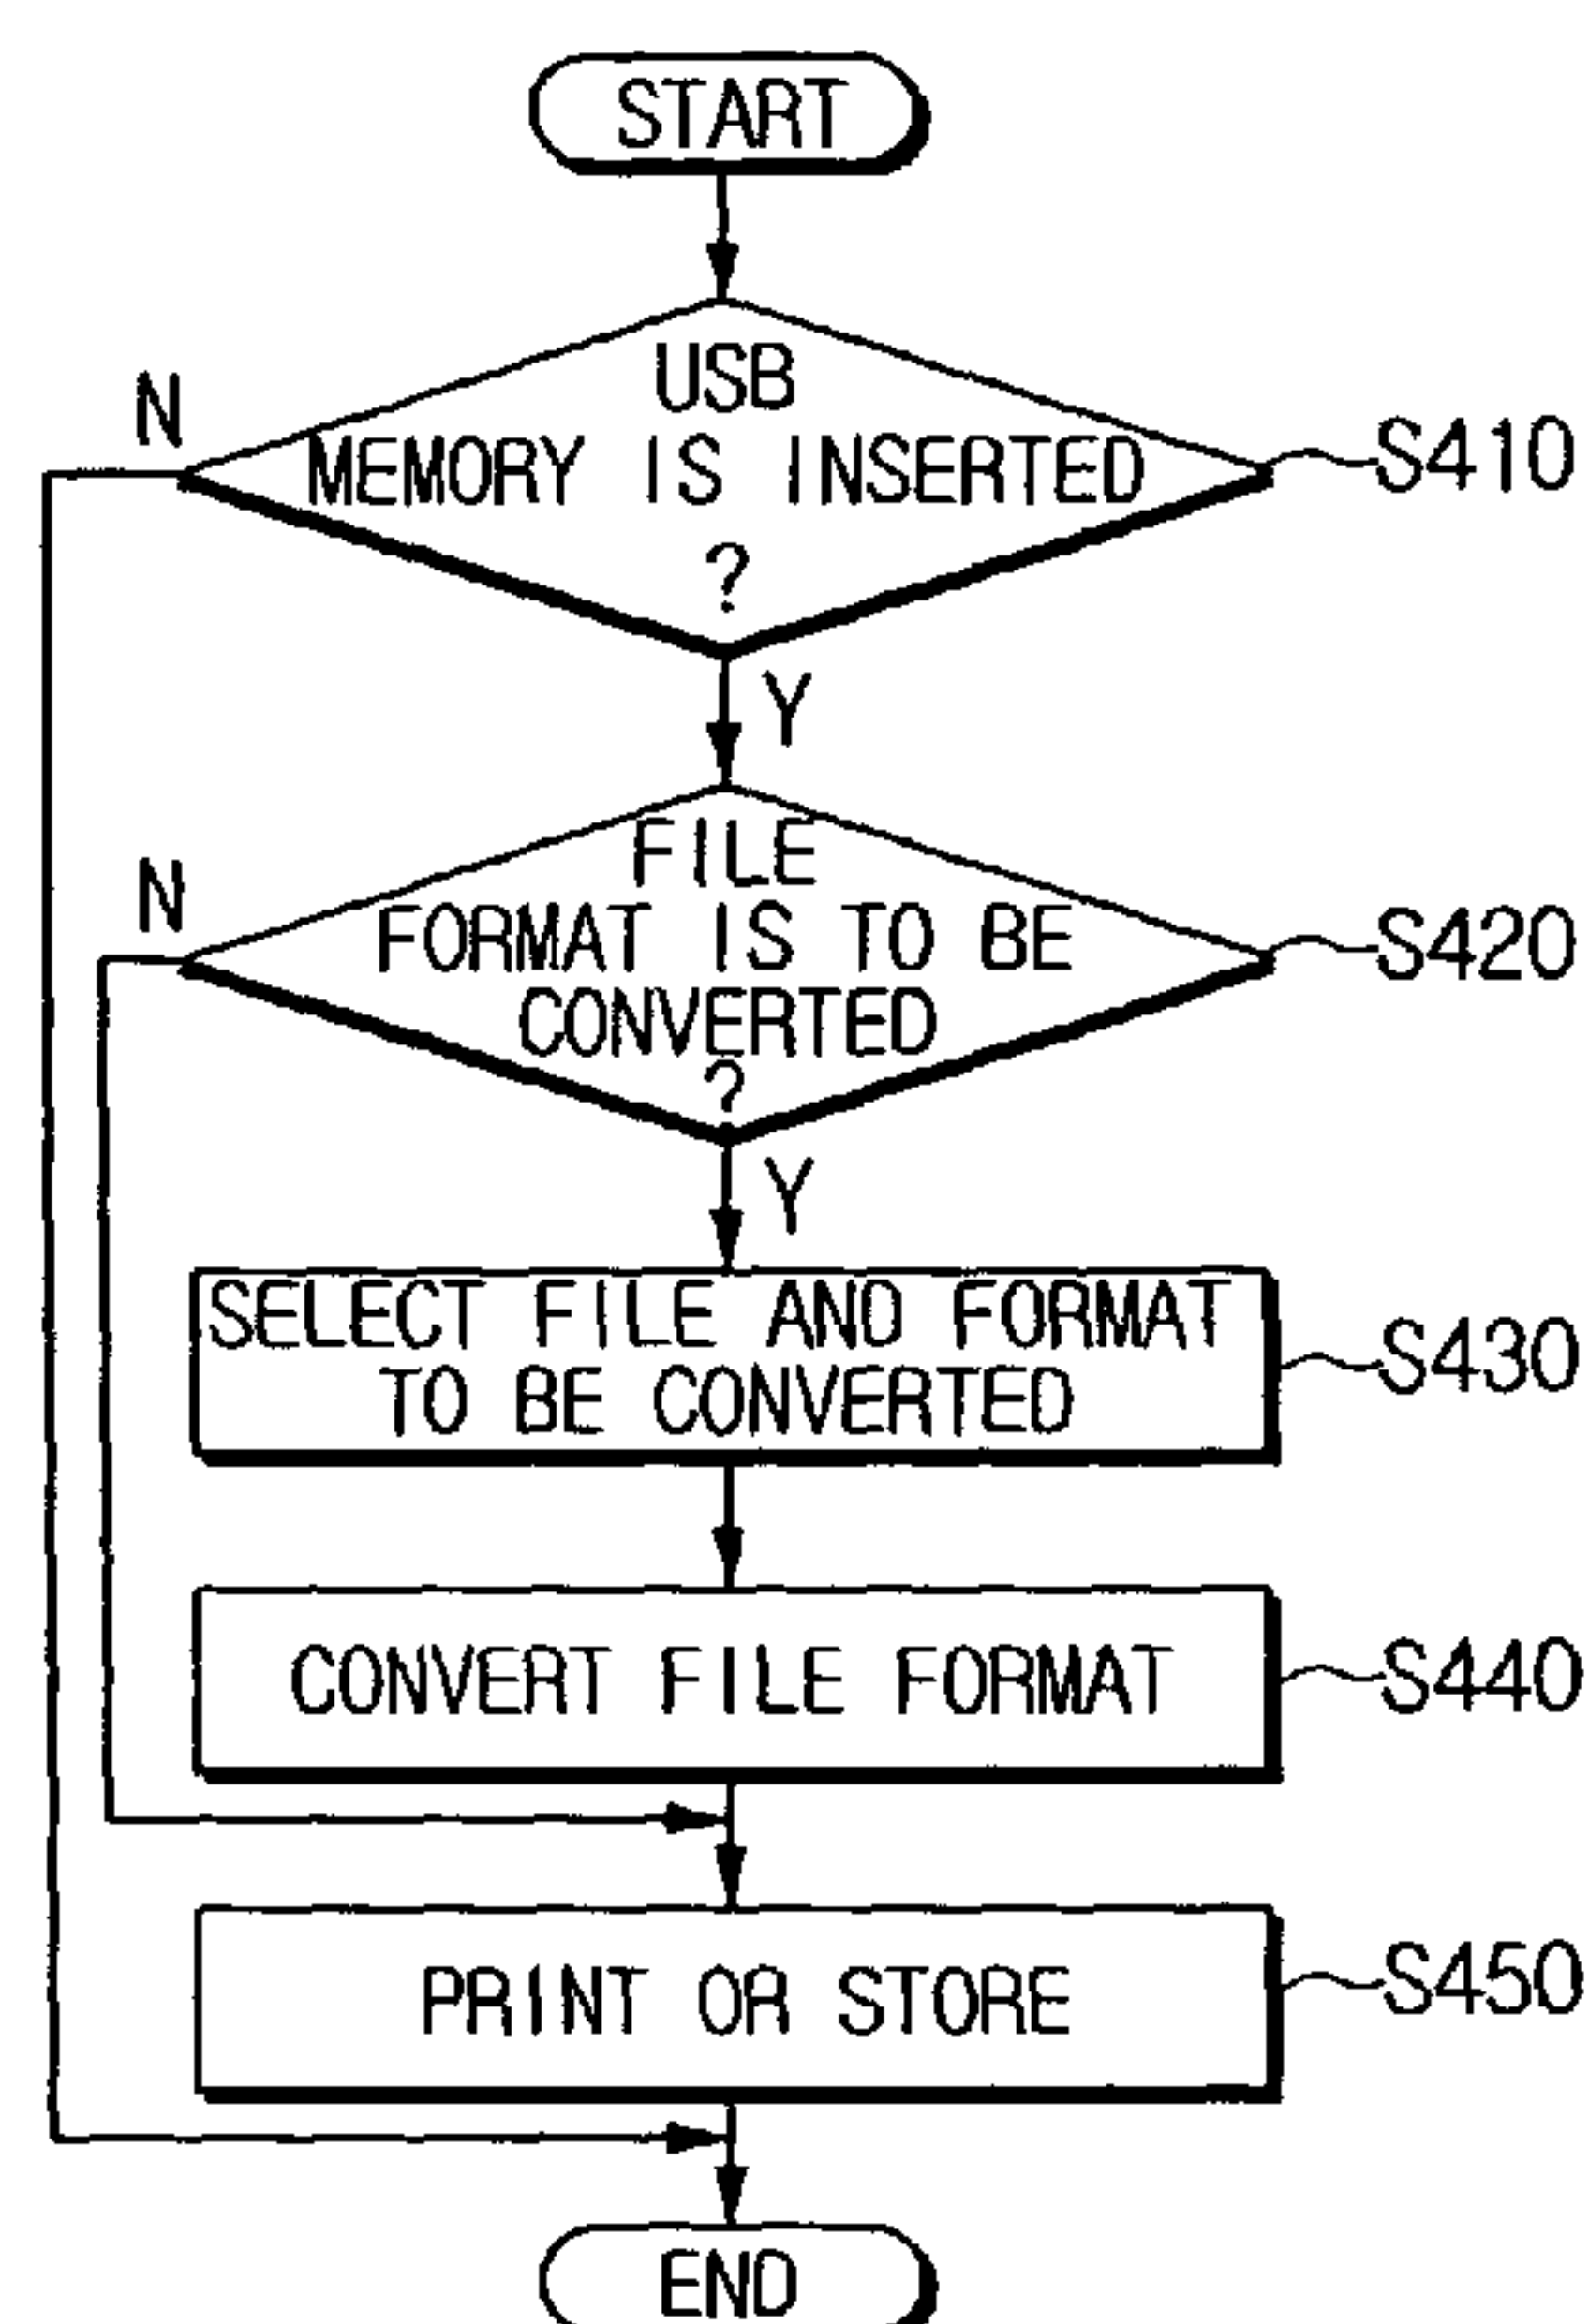 START
USB
N
MEMORY IS INSERTED
S410
?
Y
FILE
N
FORMAT IS TO BE
S420
CONVERTED
?
Y
SELECT FILE AND FORMAT
TO BE CONVERTED
S430
CONVERT FILE FORMAT
S440
PRINT OR STORE
S450
END